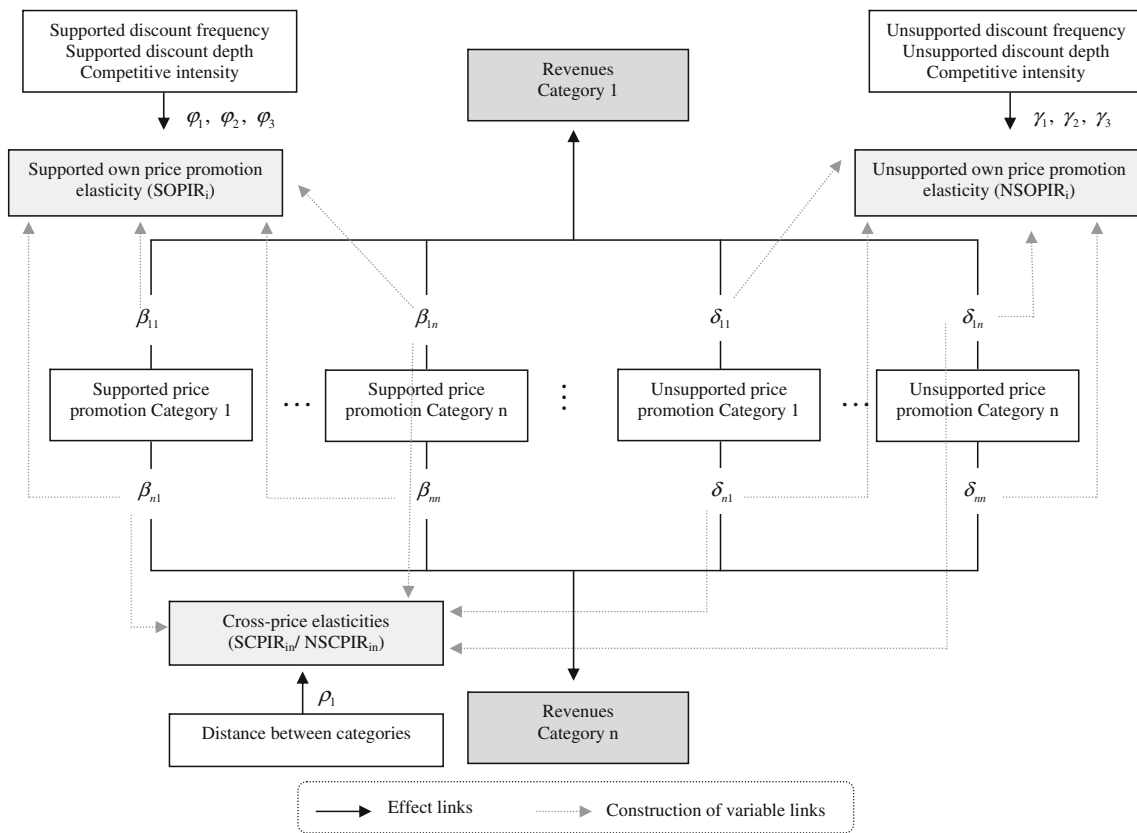 Supported discount frequency
Supported discount depth
Competitive intensity
Revenues
Category 1
Unsupported discount frequency
Unsupported discount depth
Competitive intensity
φ₁, φ₂, φ₃
γ₁, γ₂, γ₃
Supported own price promotion
elasticity (SOPIRᵢ)
Unsupported own price promotion
elasticity (NSOPIRᵢ)
β₁₁
β₁ₙ
δ₁₁
δ₁ₙ
Supported price
promotion Category 1
...
Supported price
promotion Category n
⋮
Unsupported price
promotion Category 1
...
Unsupported price
promotion Category n
βₙ₁
βₙₙ
δₙ₁
δₙₙ
Cross-price elasticities
(SCPIRᵢₙ/ NSCPIRᵢₙ)
ρ₁
Distance between categories
Revenues
Category n
Effect links
Construction of variable links